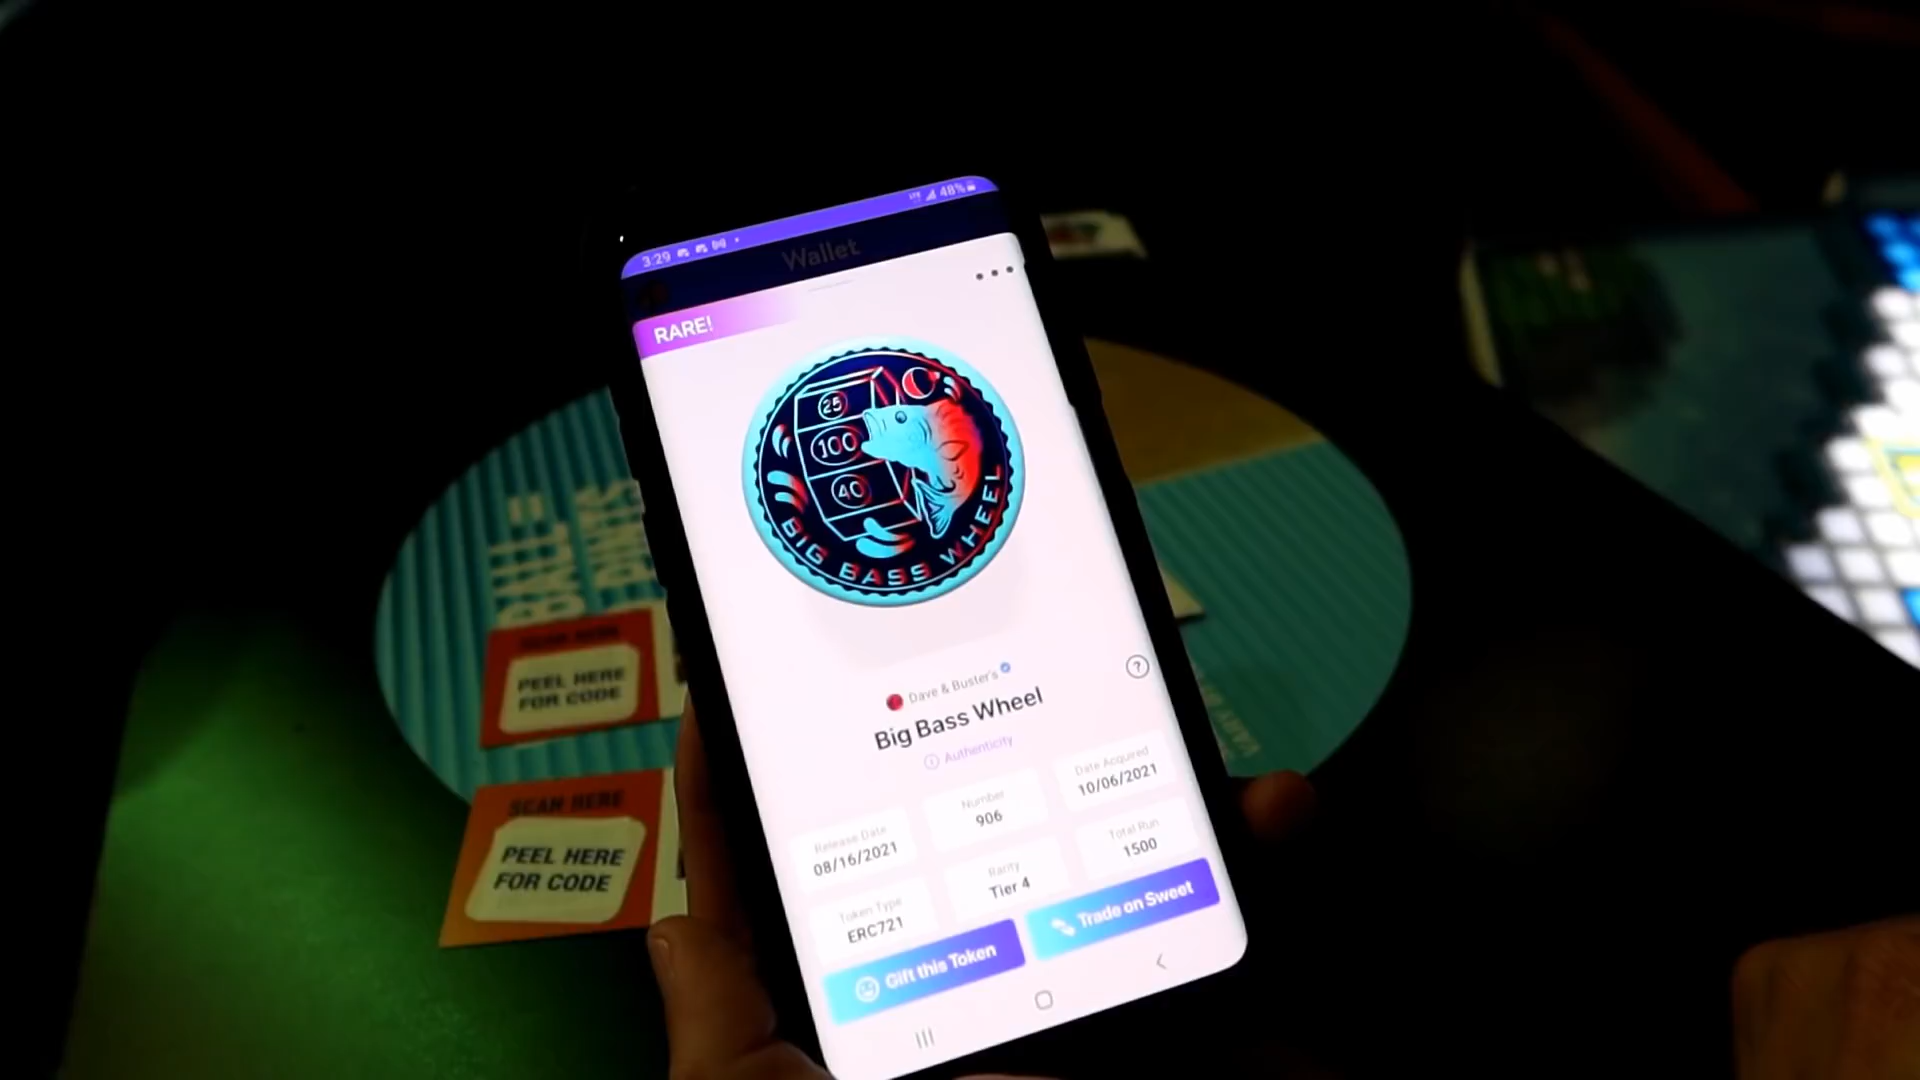 3:29
LTE
48%
Wallet
RARE!
25
100
40
BIG BASS WHEEL
Dave & Buster's
Big Bass Wheel
Authenticity
Release Date
08/16/2021
Number
906
Date Acquired
10/06/2021
Token Type
ERC721
Rarity
Tier 4
Total Run
1500
Gift this Token
Trade on Sweet
BALL =
PEEL HERE
FOR CODE
SCAN HERE
PEEL HERE
FOR CODE